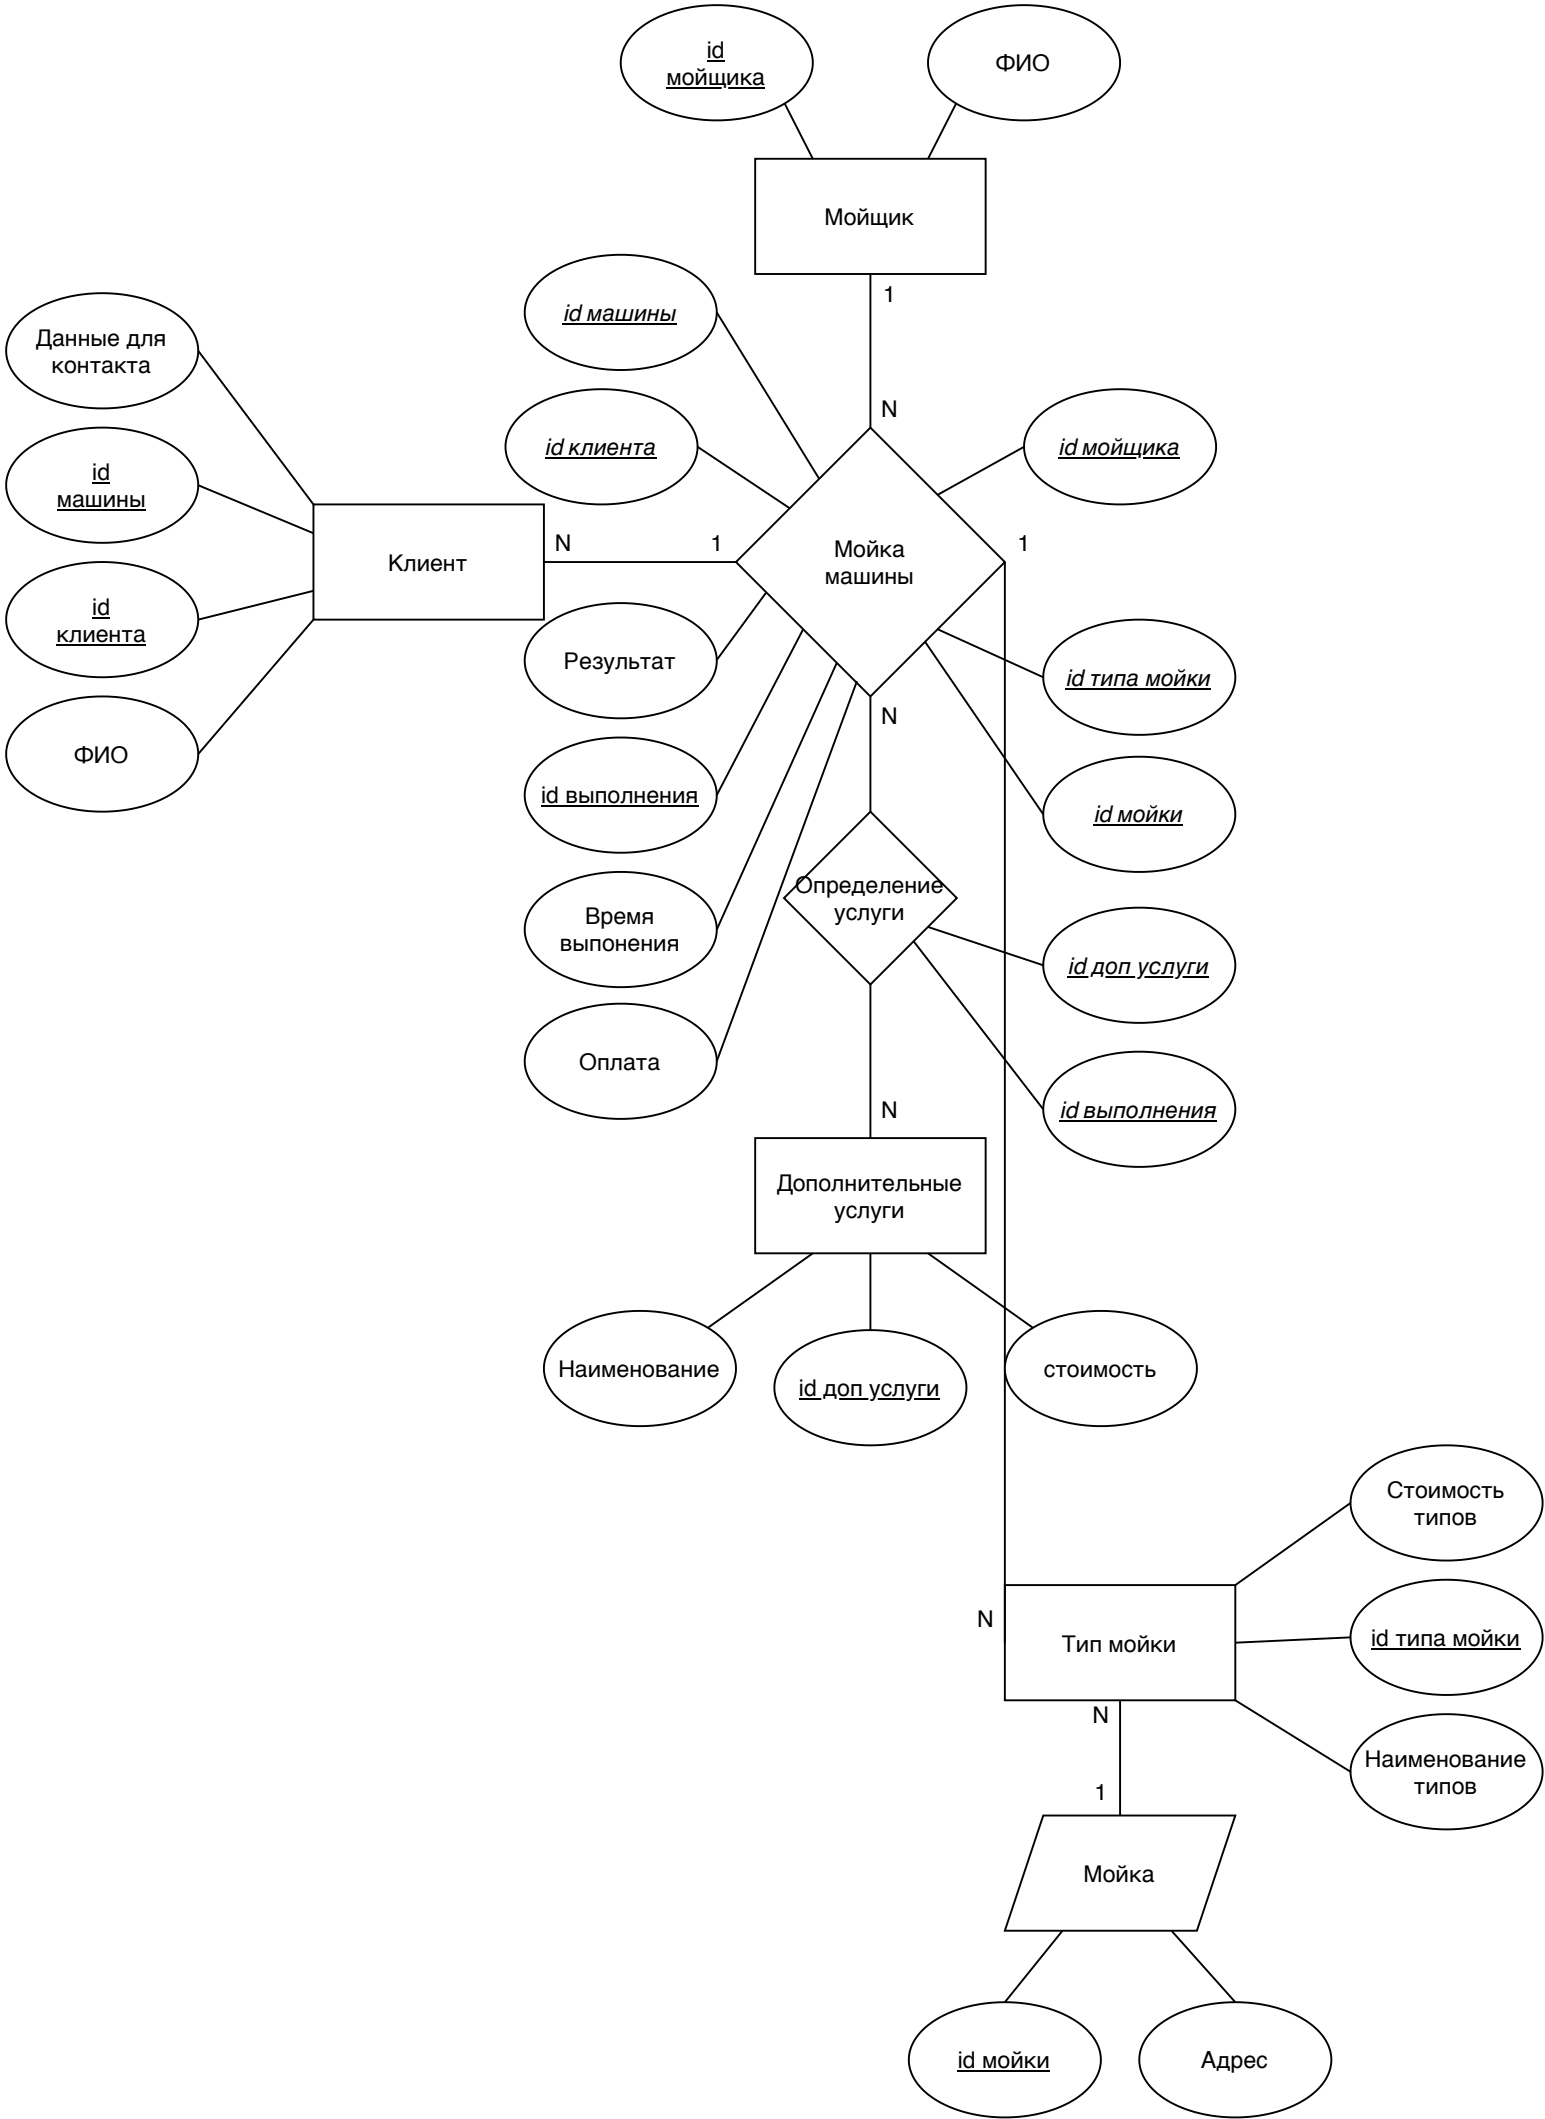 id
мойщика
ФИО
Мойщик
1
id машины
Данные для
контакта
N
id клиента
id мойщика
id
машины
Клиент
N
1
Мойка
машины
1
id
клиента
Результат
id типа мойки
N
ФИО
id выполнения
id мойки
Определение
услуги
Время
выпонения
id доп услуги
Оплата
N
id выполнения
Дополнительные
услуги
Наименование
id доп услуги
стоимость
Стоимость
типов
N
Тип мойки
id типа мойки
N
Наименование
типов
1
Мойка
id мойки
Адрес